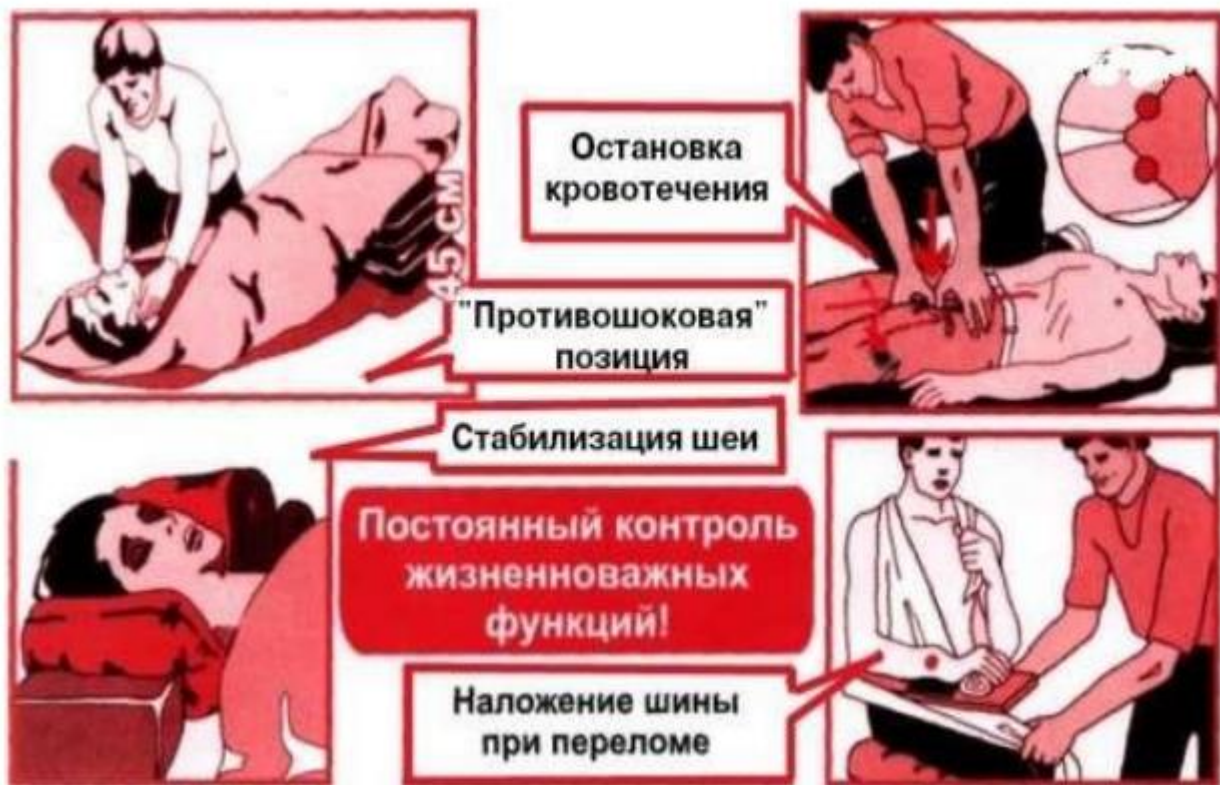 45 СМ
Остановка
кровотечения
"Противошоковая"
позиция
Стабилизация шеи
Постоянный контроль
жизненноважных
функций!
Наложение шины
при переломе